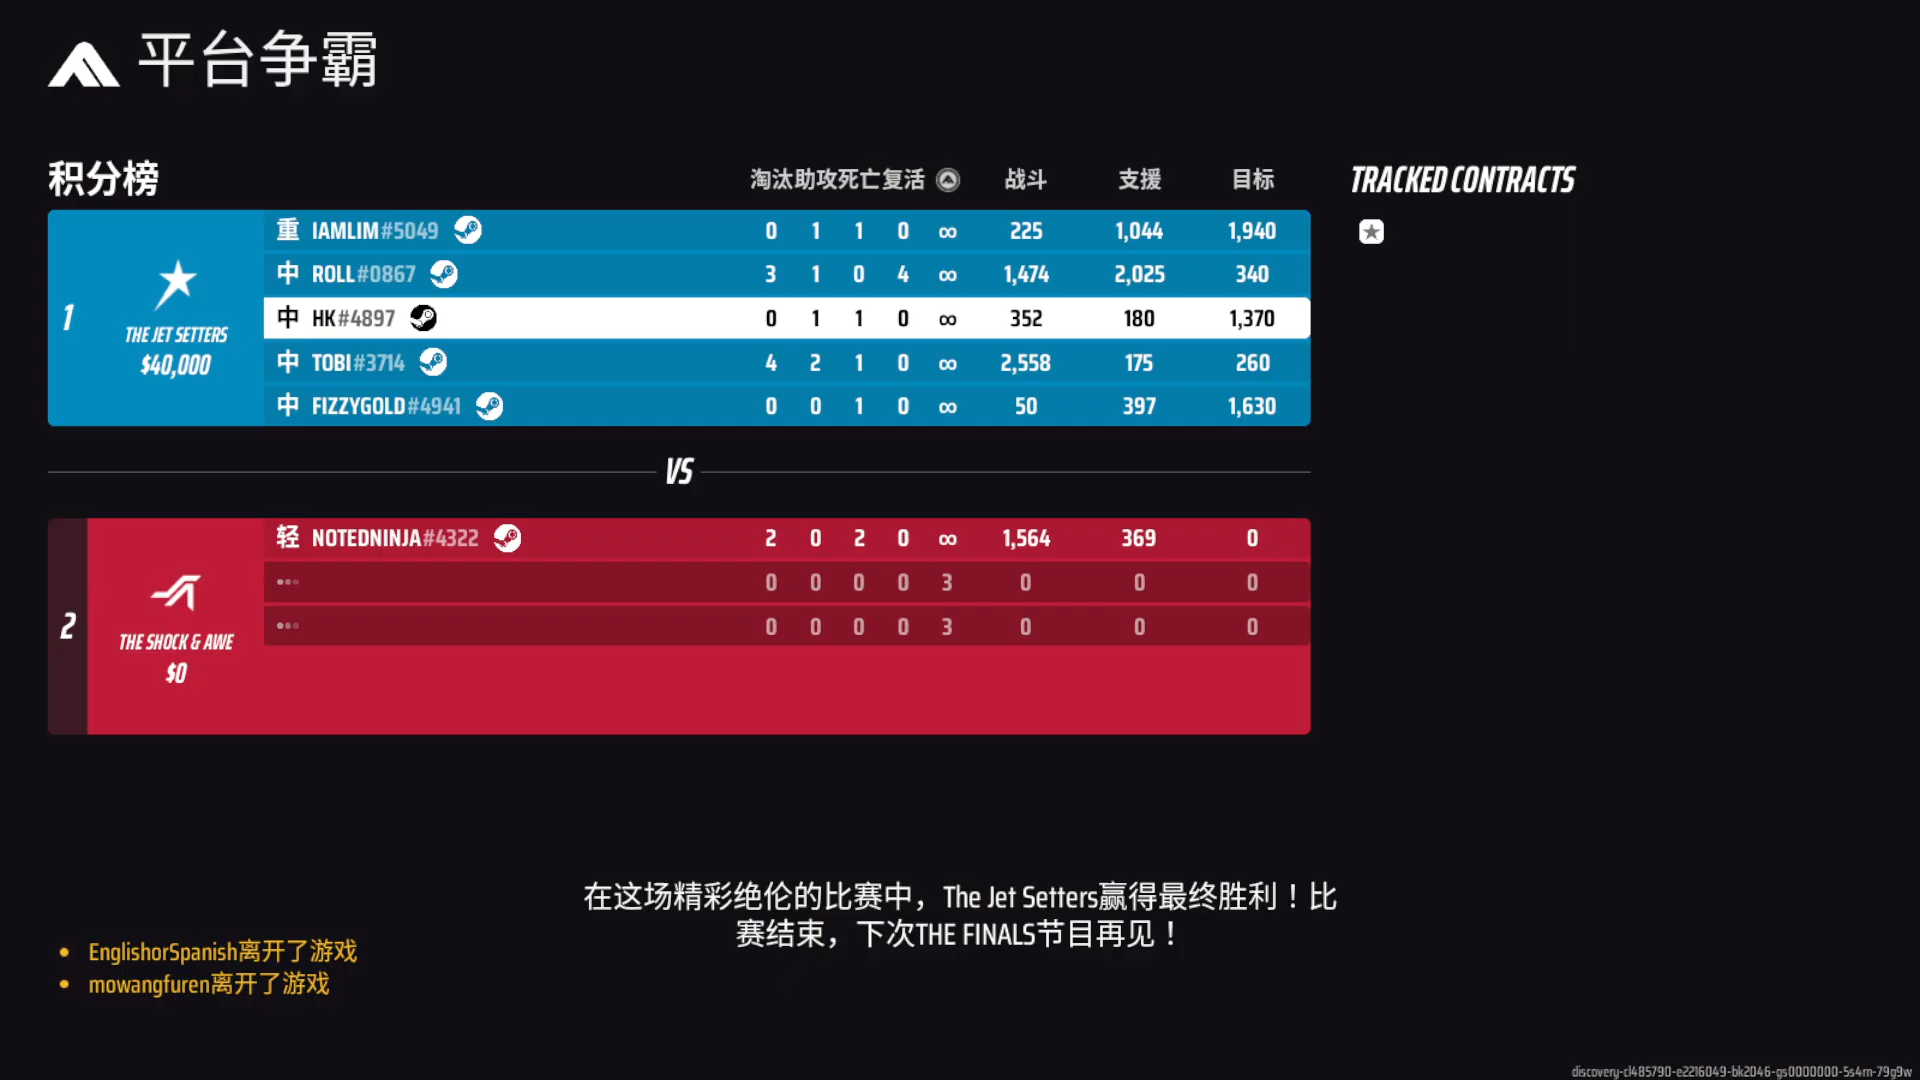 平台争霸
积分榜 淘汰 助攻 死亡 复活 战斗 支援 目标
TRACKED CONTRACTS
1
THE JET SETTERS
$40,000
重 IAMLIM#5049 0 1 1 0 ∞ 225 1,044 1,940
中 ROLL#0867 3 1 0 4 ∞ 1,474 2,025 340
中 HK#4897 0 1 1 0 ∞ 352 180 1,370
中 TOBI#3714 4 2 1 0 ∞ 2,558 175 260
中 FIZZYGOLD#4941 0 0 1 0 ∞ 50 397 1,630
VS
2
THE SHOCK & AWE
$0
轻 NOTEDNINJA#4322 2 0 2 0 ∞ 1,564 369 0
••• 0 0 0 0 3 0 0 0
••• 0 0 0 0 3 0 0 0
在这场精彩绝伦的比赛中，The Jet Setters赢得最终胜利！比
赛结束，下次THE FINALS节目再见！
• EnglishorSpanish离开了游戏
• mowangfuren离开了游戏
discovery-cl485790-e2216049-bk2046-gs0000000-5s4rn-79g9w